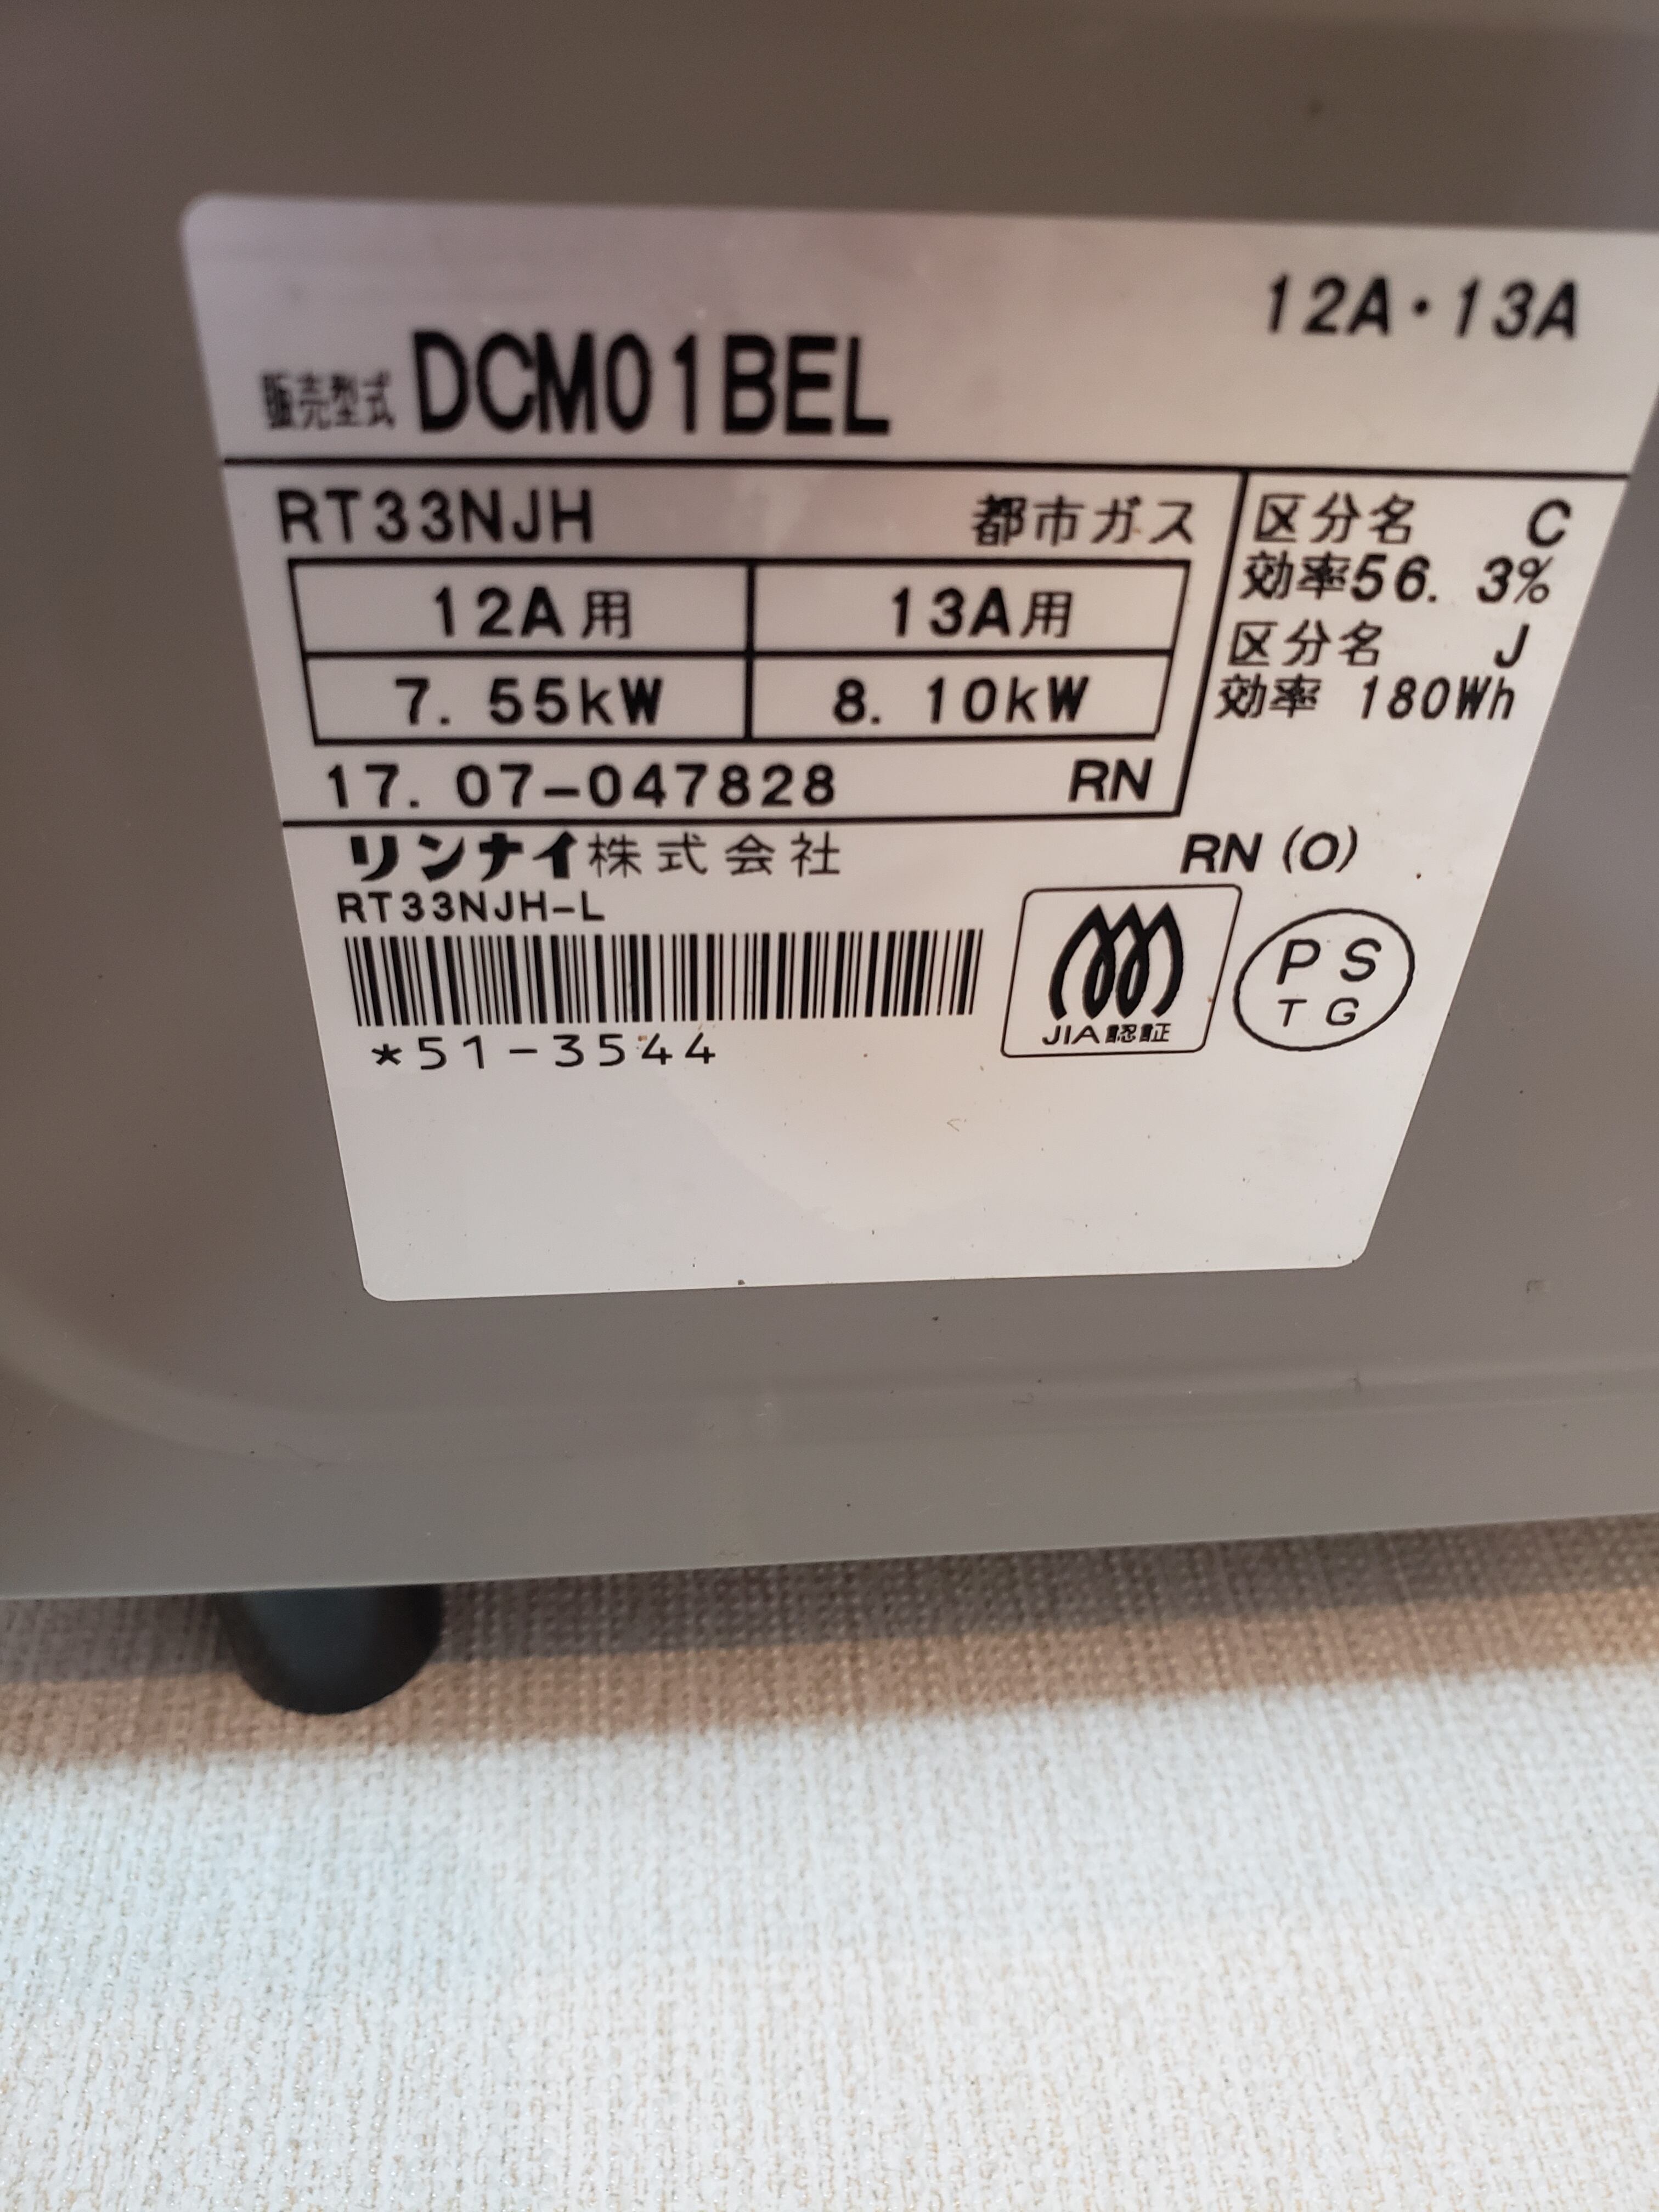 12A・13A
販売型式 DCM01BEL
RT33NJH 都市ガス
12A用 13A用
7. 55kW 8. 10kW
17. 07-047828 RN
区分名 C
効率56. 3%
区分名 J
効率 180Wh
リンナイ株式会社 RN(O)
RT33NJH-L
*51-3544
JIA認証
PS
TG